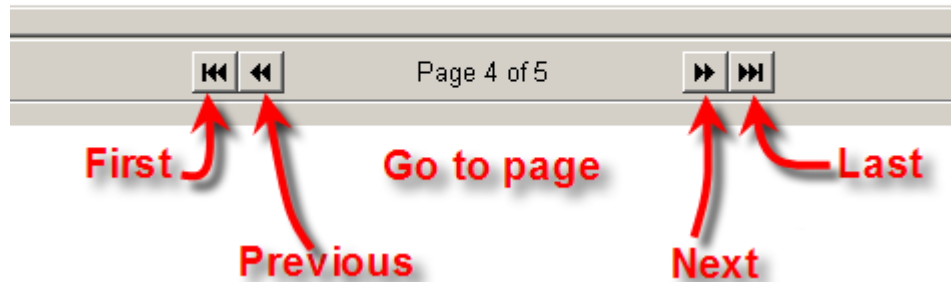 Page 4 of 5
First
Go to page
Last
Previous
Next